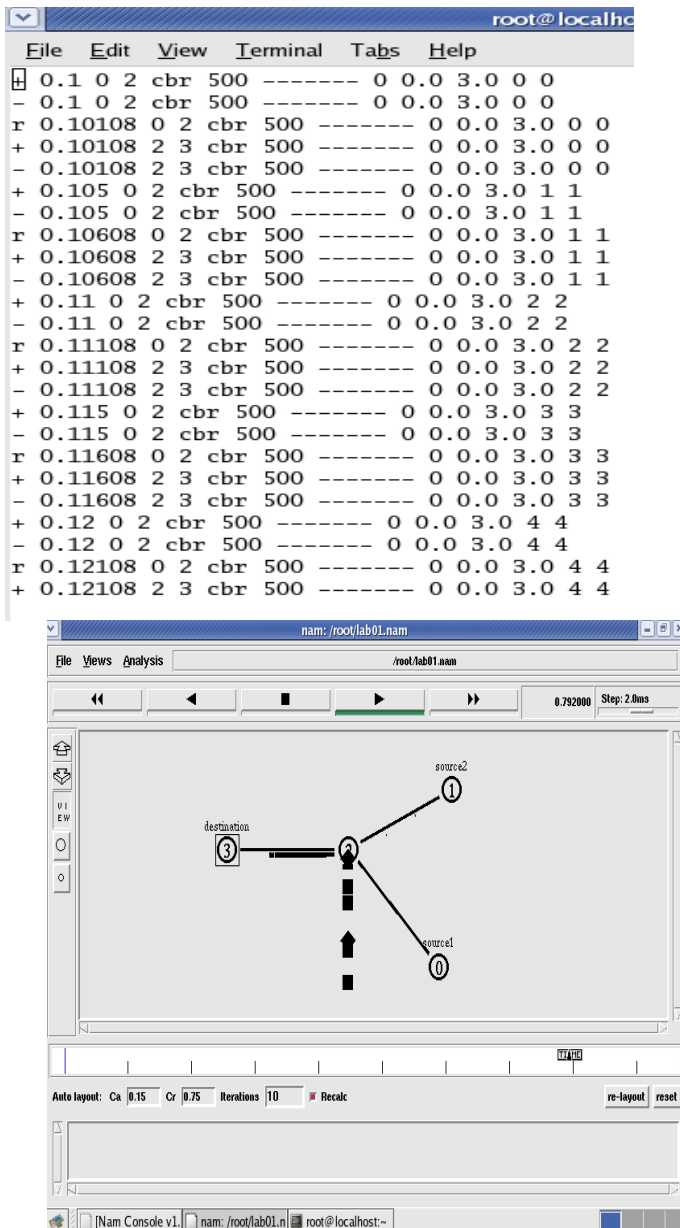 root@localho
File Edit View Terminal Tabs Help
+ 0.1 0 2 cbr 500 ------- 0 0.0 3.0 0 0
- 0.1 0 2 cbr 500 ------- 0 0.0 3.0 0 0
r 0.10108 0 2 cbr 500 ------- 0 0.0 3.0 0 0
+ 0.10108 2 3 cbr 500 ------- 0 0.0 3.0 0 0
- 0.10108 2 3 cbr 500 ------- 0 0.0 3.0 0 0
+ 0.105 0 2 cbr 500 ------- 0 0.0 3.0 1 1
- 0.105 0 2 cbr 500 ------- 0 0.0 3.0 1 1
r 0.10608 0 2 cbr 500 ------- 0 0.0 3.0 1 1
+ 0.10608 2 3 cbr 500 ------- 0 0.0 3.0 1 1
- 0.10608 2 3 cbr 500 ------- 0 0.0 3.0 1 1
+ 0.11 0 2 cbr 500 ------- 0 0.0 3.0 2 2
- 0.11 0 2 cbr 500 ------- 0 0.0 3.0 2 2
r 0.11108 0 2 cbr 500 ------- 0 0.0 3.0 2 2
+ 0.11108 2 3 cbr 500 ------- 0 0.0 3.0 2 2
- 0.11108 2 3 cbr 500 ------- 0 0.0 3.0 2 2
+ 0.115 0 2 cbr 500 ------- 0 0.0 3.0 3 3
- 0.115 0 2 cbr 500 ------- 0 0.0 3.0 3 3
r 0.11608 0 2 cbr 500 ------- 0 0.0 3.0 3 3
+ 0.11608 2 3 cbr 500 ------- 0 0.0 3.0 3 3
- 0.11608 2 3 cbr 500 ------- 0 0.0 3.0 3 3
+ 0.12 0 2 cbr 500 ------- 0 0.0 3.0 4 4
- 0.12 0 2 cbr 500 ------- 0 0.0 3.0 4 4
r 0.12108 0 2 cbr 500 ------- 0 0.0 3.0 4 4
+ 0.12108 2 3 cbr 500 ------- 0 0.0 3.0 4 4
nam: /root/lab01.nam
File Views Analysis /root/lab01.nam
0.792000 Step: 2.0ms
VI
EW
source2
1
destination
3
source1
0
TIME
Auto layout: Ca 0.15 Cr 0.75 Iterations 10 Recalc re-layout reset
[Nam Console v1. nam: /root/lab01.n root@localhost:~